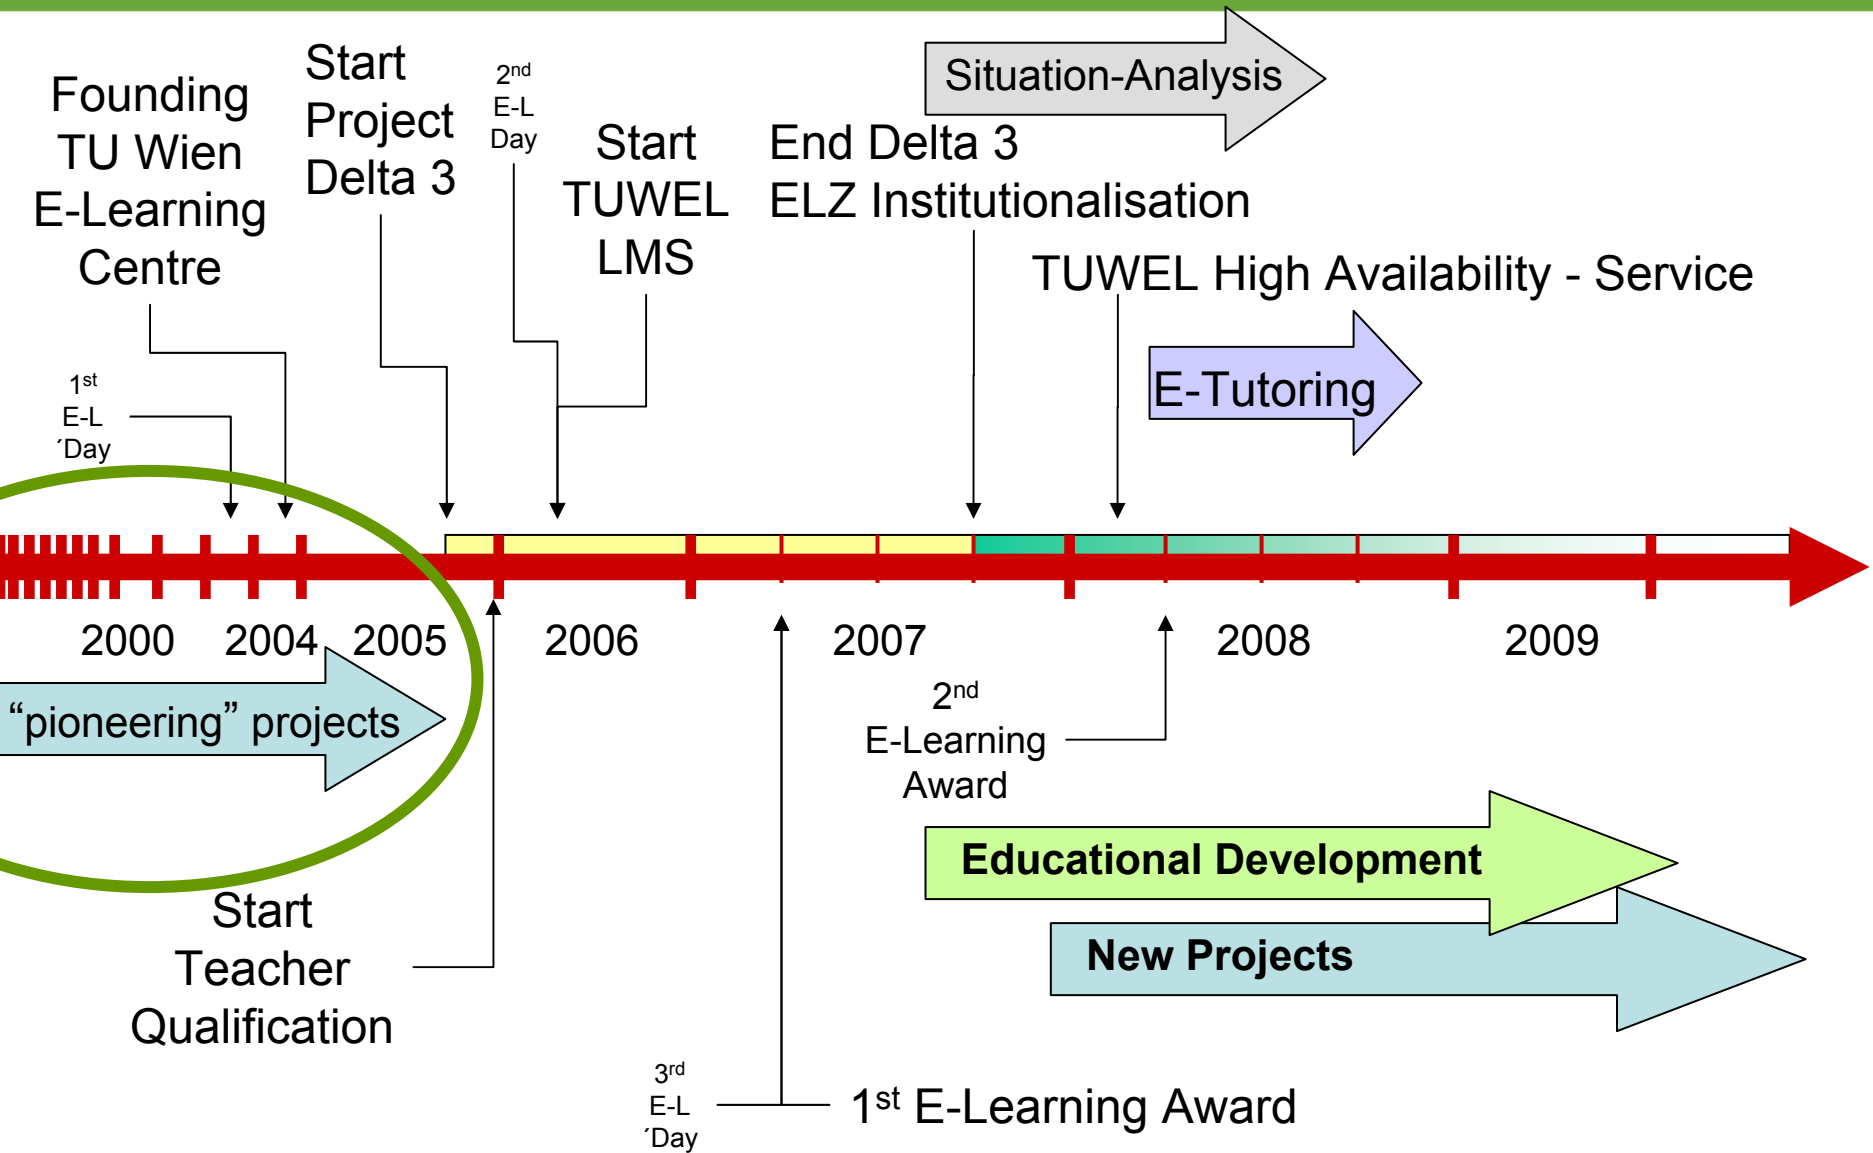 Situation-Analysis
Start
Project
Delta 3
2nd
E-L
Day
Founding
TU Wien
E-Learning
Centre
Start
TUWEL
LMS
End Delta 3
ELZ Institutionalisation
TUWEL High Availability - Service
E-Tutoring
1st
E-L
´Day
2000
2004
2005
2006
2007
2008
2009
“pioneering” projects
2nd
E-Learning
Award
Educational Development
New Projects
Start
Teacher
Qualification
3rd
E-L
´Day
1st E-Learning Award